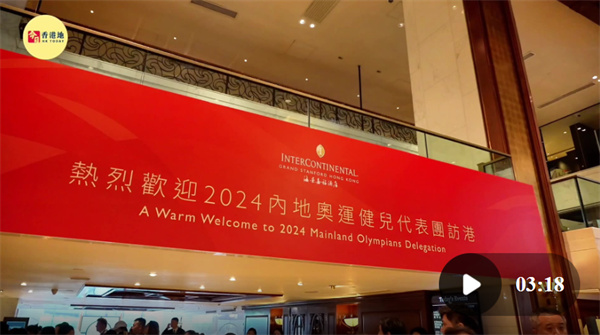 今日
香港地
INTERCONTINENTAL
GRAND STANFORD HONG KONG
海景嘉福酒店
熱烈歡迎2024內地奧運健兒代表團訪港
A Warm Welcome to 2024 Mainland Olympians Delegation
03:18